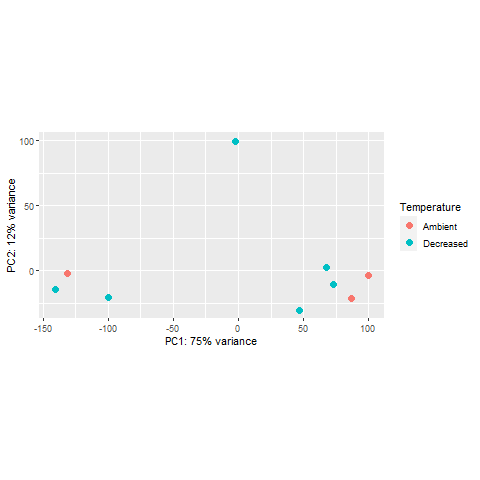 100
50
0
-150
-100
-50
0
50
100
PC1: 75% variance
PC2: 12% variance
Temperature
Ambient
Decreased